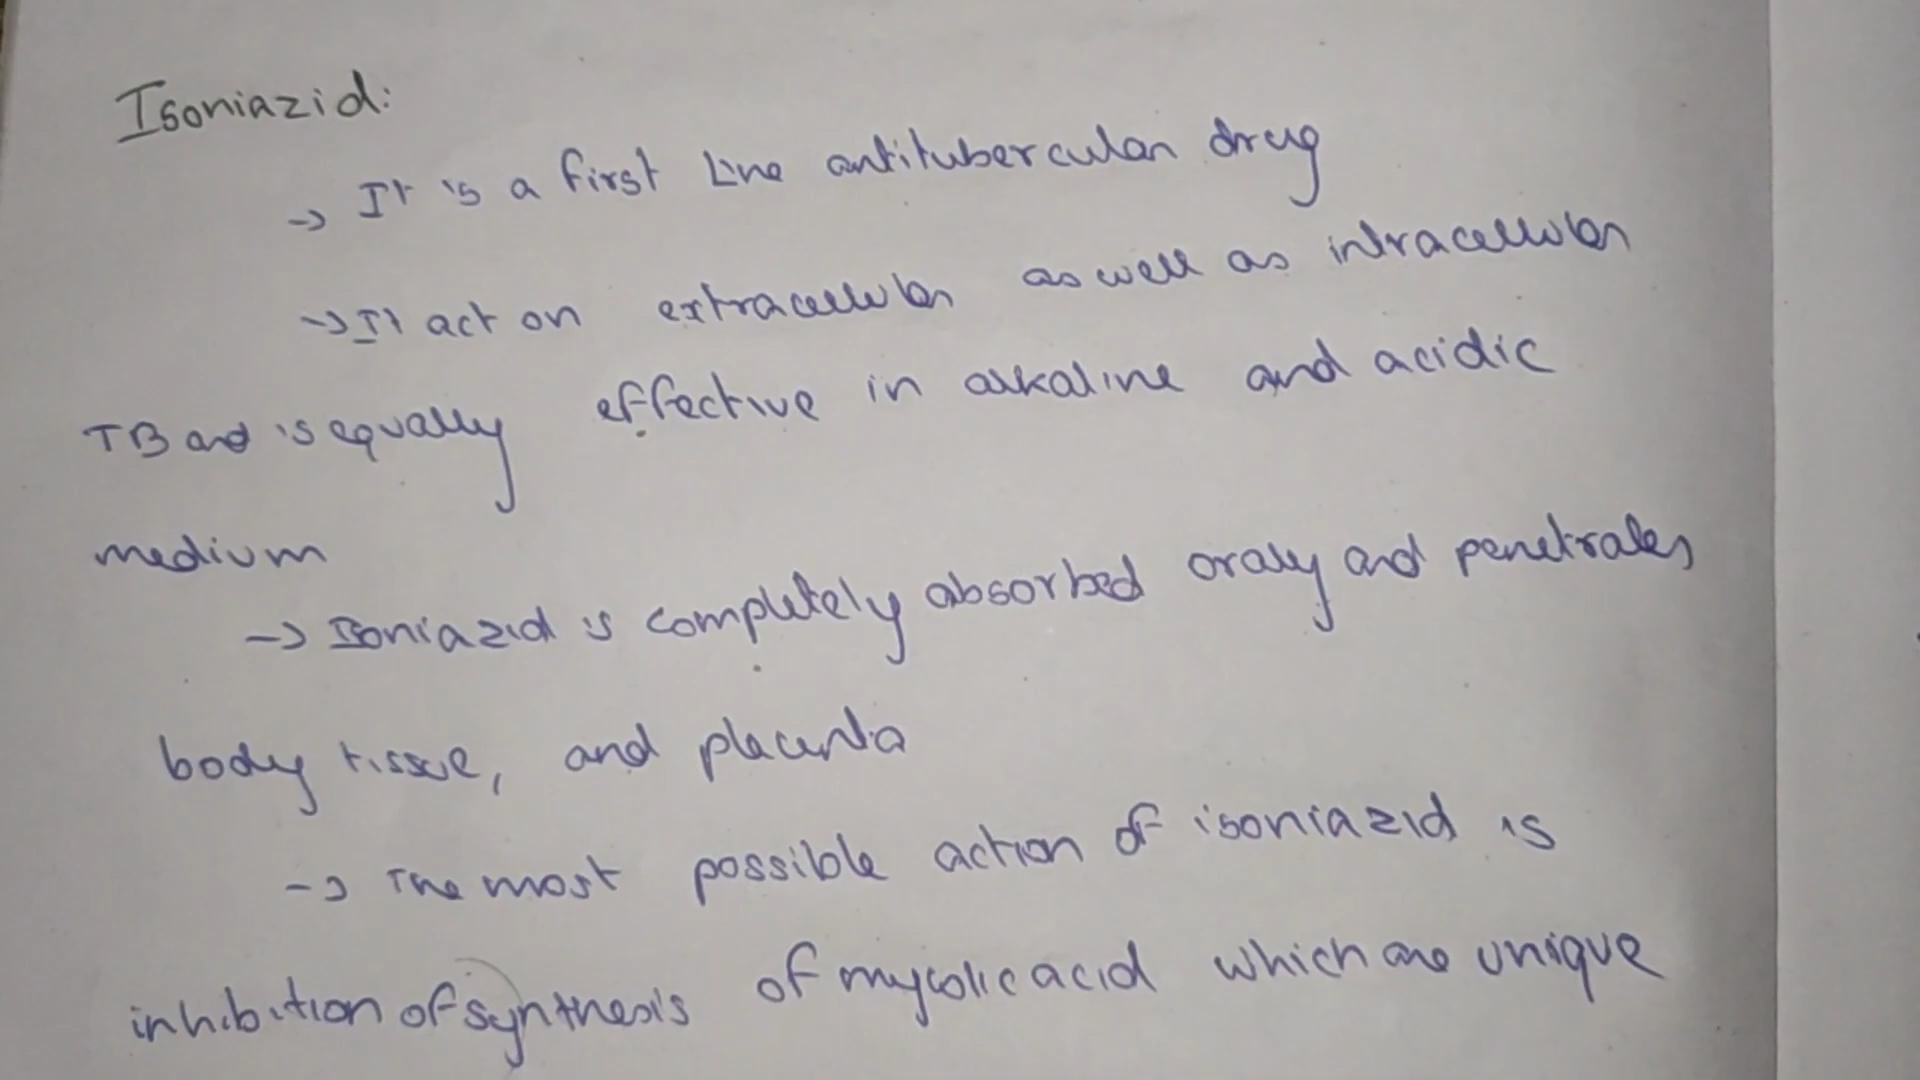 Isoniazid:
→ It is a first line antitubercular drug
→ It act on extracellular as well as intracellular
TB and is equally effective in alkaline and acidic
medium
→ Isoniazid is completely absorbed oraly and penetrates
body tissue, and placenta
→ The most possible action of isoniazid is
inhibition of synthesis of mycolic acid which are unique